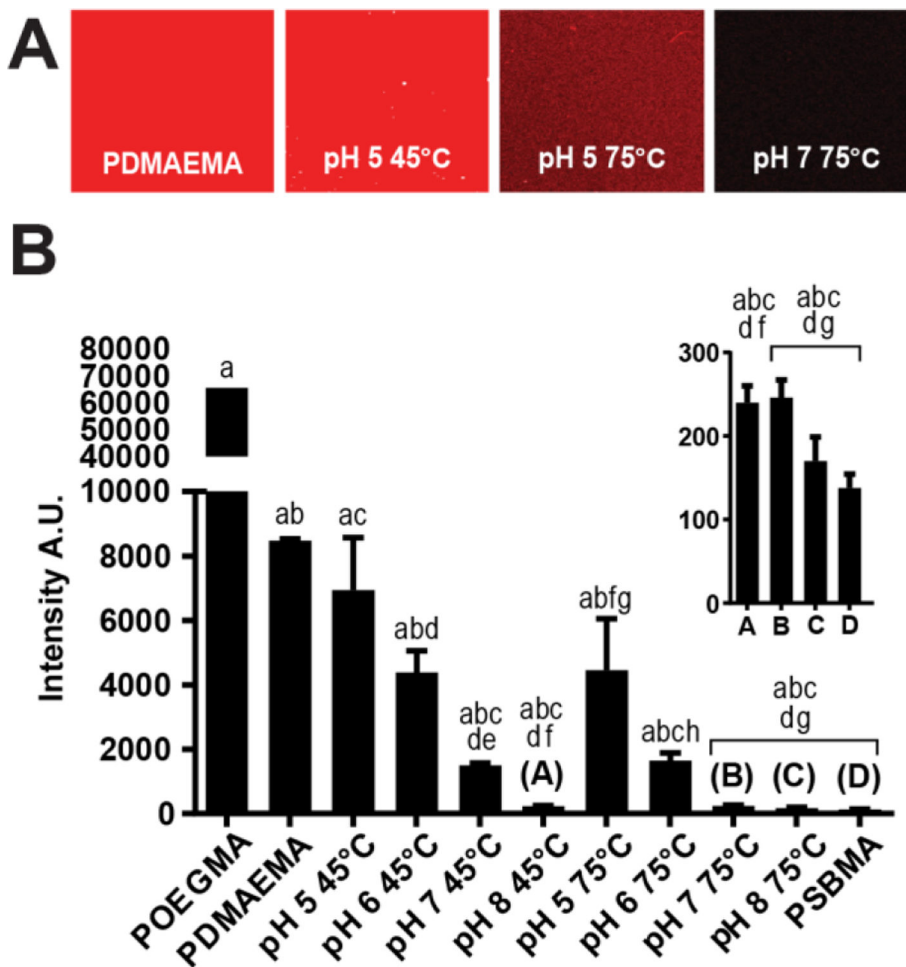 A
PDMAEMA
pH 5 45°C
pH 5 75°C
pH 7 75°C
B
Intensity A.U.
80000
70000
60000
50000
40000
10000
8000
6000
4000
2000
0
a
ab
ac
abd
abc
de
abc
df
(A)
abfg
abch
abc
dg
(B)
(C)
(D)
POEGMA
PDMAEMA
pH 5 45°C
pH 6 45°C
pH 7 45°C
pH 8 45°C
pH 5 75°C
pH 6 75°C
pH 7 75°C
pH 8 75°C
PSBMA
abc
df
abc
dg
300
200
100
0
A
B
C
D